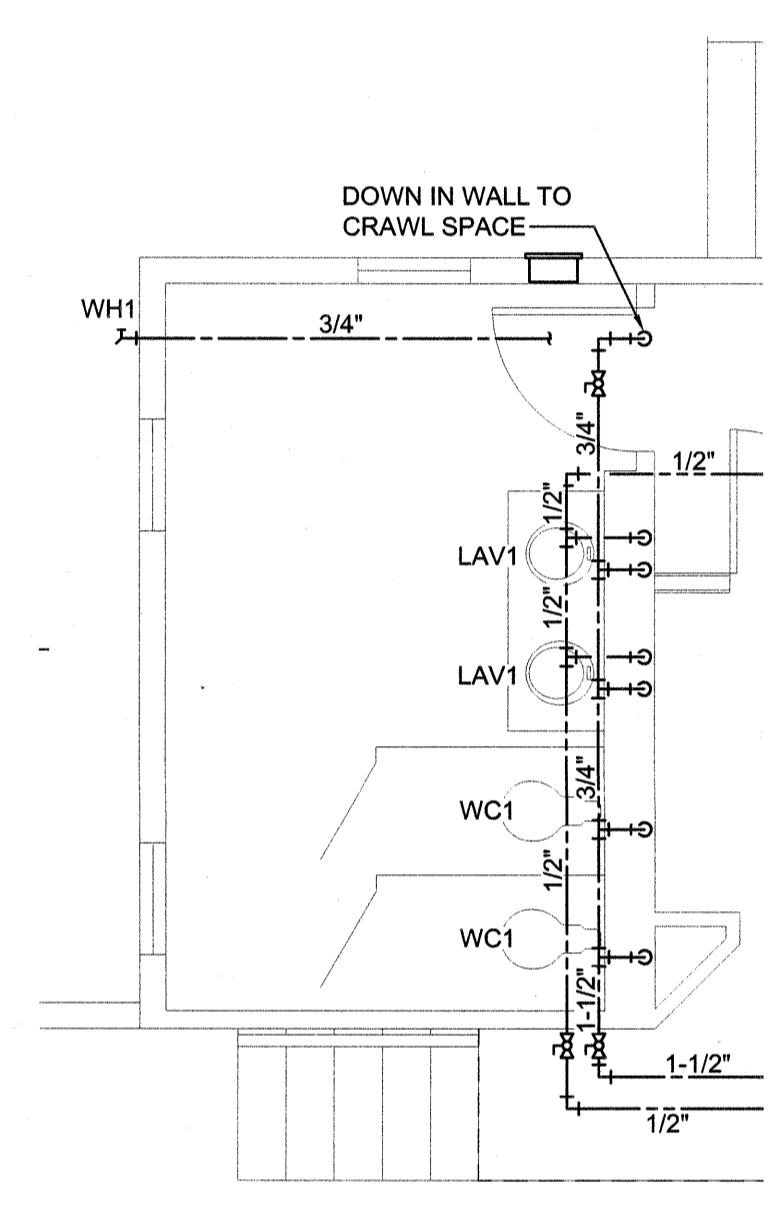 DOWN IN WALL TO
CRAWL SPACE
WH1
3/4"
3/4"
1/2"
1/2"
LAV1
1/2"
LAV1
3/4"
WC1
1/2"
WC1
1-1/2"
1-1/2"
1/2"